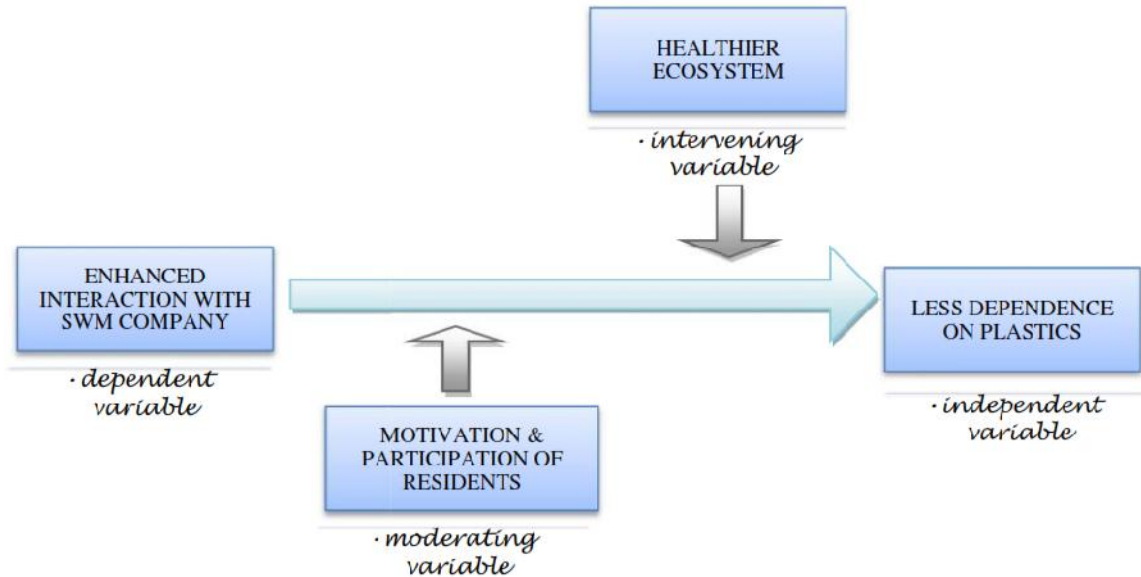 HEALTHIER
ECOSYSTEM
• intervening
variable
ENHANCED
INTERACTION WITH
SWM COMPANY
• dependent
variable
LESS DEPENDENCE
ON PLASTICS
• independent
variable
MOTIVATION &
PARTICIPATION OF
RESIDENTS
• moderating
variable